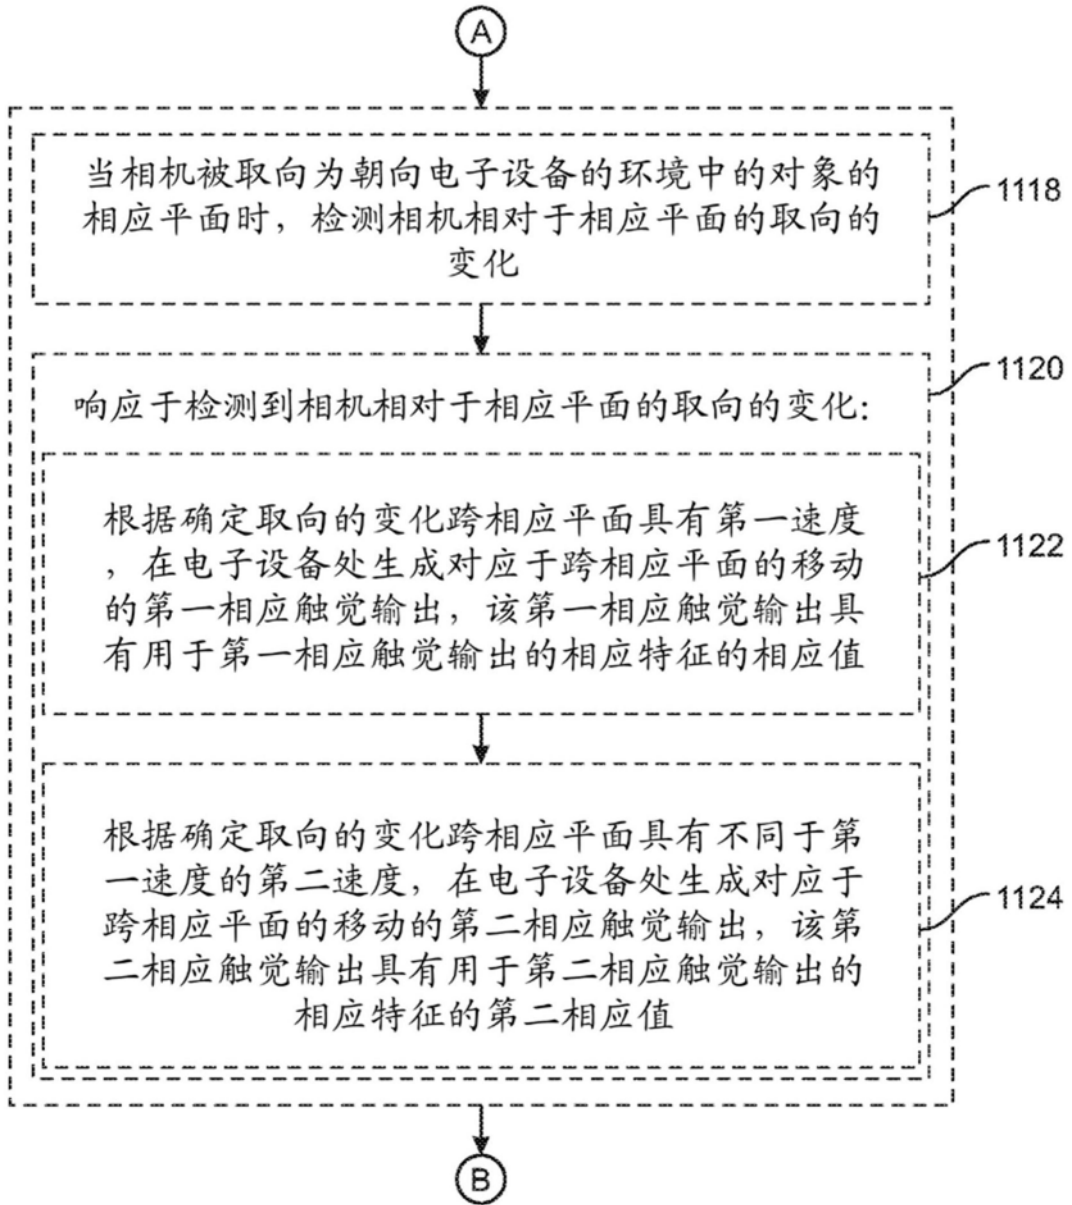 A
当相机被取向为朝向电子设备的环境中的对象的
相应平面时，检测相机相对于相应平面的取向的
变化
1118
响应于检测到相机相对于相应平面的取向的变化：
1120
根据确定取向的变化跨相应平面具有第一速度
，在电子设备处生成对应于跨相应平面的移动
的第一相应触觉输出，该第一相应触觉输出具
有用于第一相应触觉输出的相应特征的相应值
1122
根据确定取向的变化跨相应平面具有不同于第
一速度的第二速度，在电子设备处生成对应于
跨相应平面的移动的第二相应触觉输出，该第
二相应触觉输出具有用于第二相应触觉输出的
相应特征的第二相应值
1124
B